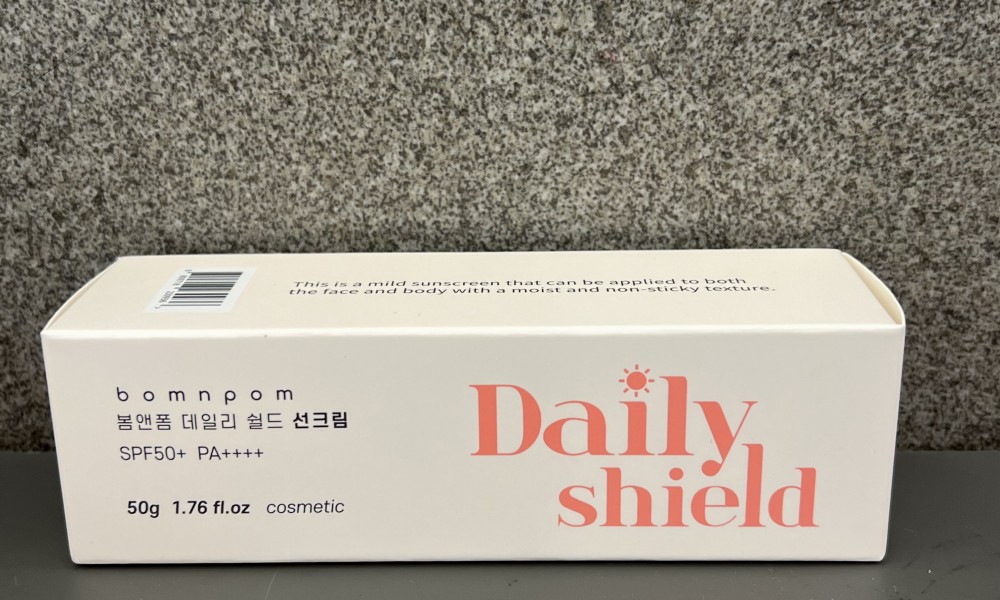 This is a mild sunscreen that can be applied to both
the face and body with a moist and non-sticky texture.
bomnpom
봄앤폼 데일리 쉴드 선크림
SPF50+ PA++++
50g 1.76 fl.oz cosmetic
Daily
shield